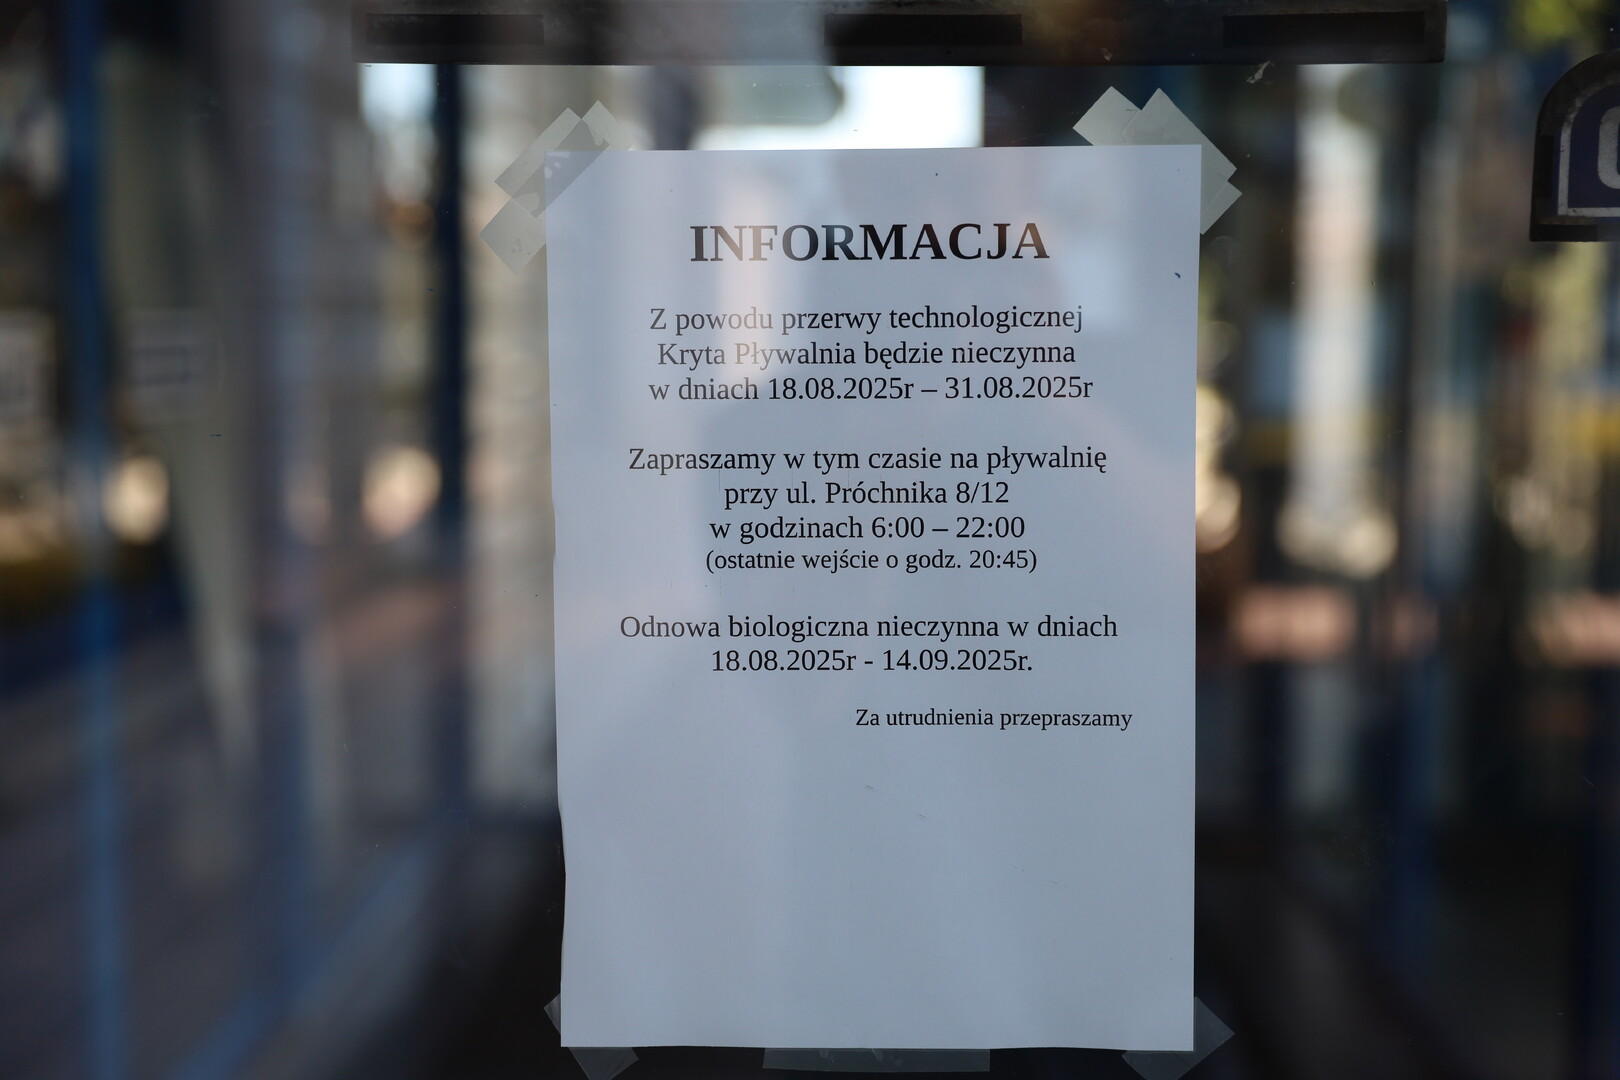 INFORMACJA
Z powodu przerwy technologicznej
Kryta Pływalnia będzie nieczynna
w dniach 18.08.2025r – 31.08.2025r
Zapraszamy w tym czasie na pływalnię
przy ul. Próchnika 8/12
w godzinach 6:00 – 22:00
(ostatnie wejście o godz. 20:45)
Odnowa biologiczna nieczynna w dniach
18.08.2025r - 14.09.2025r.
Za utrudnienia przepraszamy